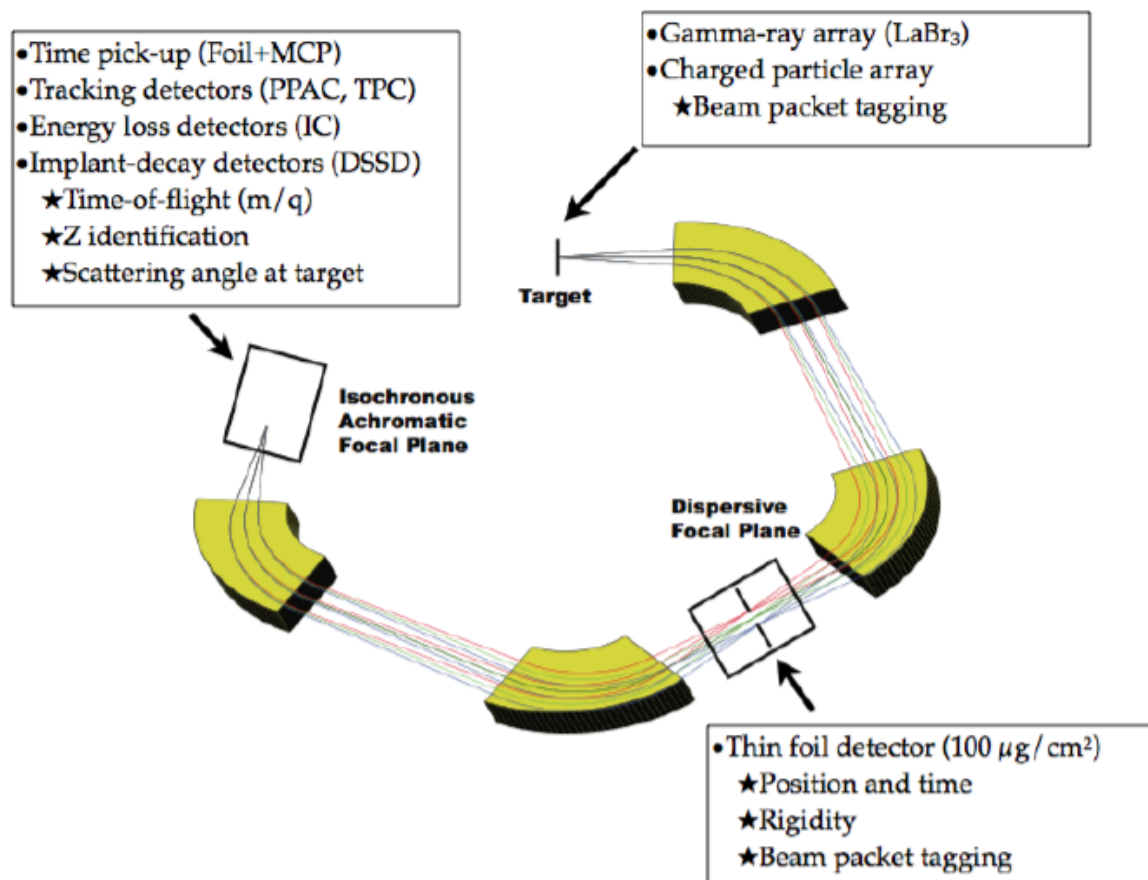 •Time pick-up (Foil+MCP)
•Tracking detectors (PPAC, TPC)
•Energy loss detectors (IC)
•Implant-decay detectors (DSSD)
★Time-of-flight (m/q)
★Z identification
★Scattering angle at target
•Gamma-ray array (LaBr₃)
•Charged particle array
★Beam packet tagging
Target
Isochronous
Achromatic
Focal Plane
Dispersive
Focal Plane
•Thin foil detector (100 μg/cm²)
★Position and time
★Rigidity
★Beam packet tagging